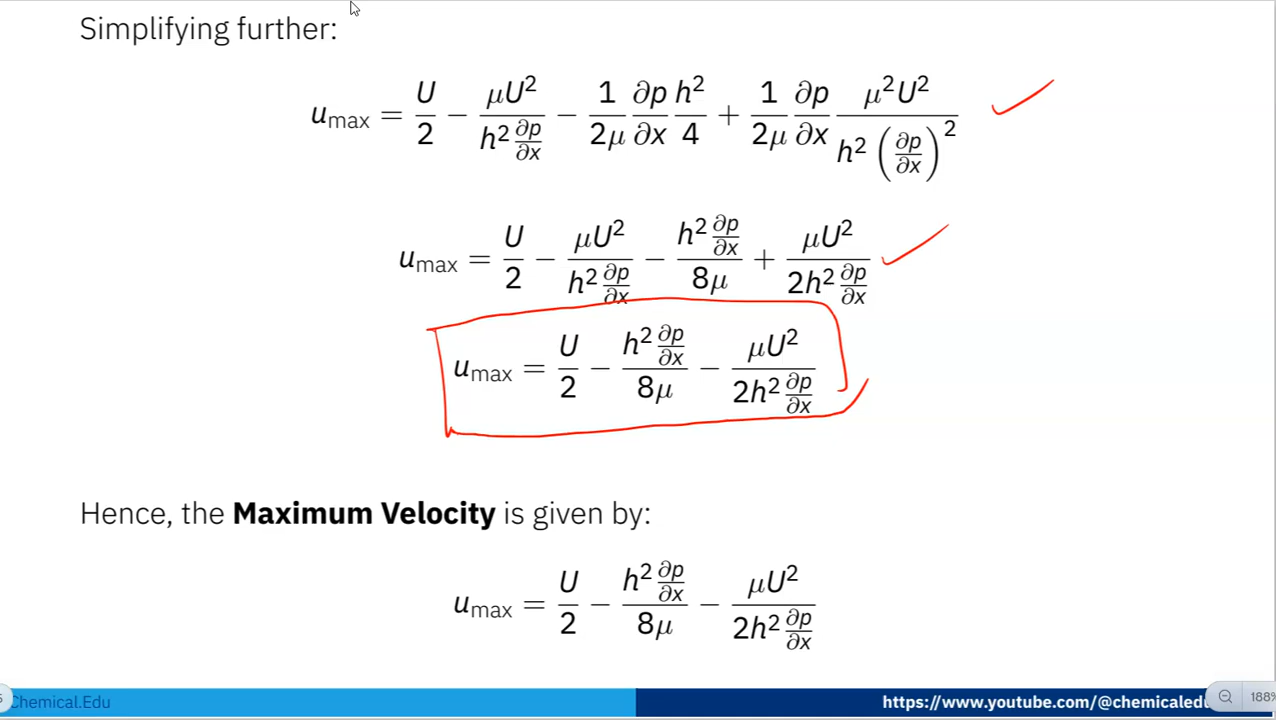 Simplifying further:
u_max = U/2 − μU²/(h² ∂p/∂x) − 1/(2μ) ∂p/∂x h²/4 + 1/(2μ) ∂p/∂x μ²U²/(h² (∂p/∂x)²)
u_max = U/2 − μU²/(h² ∂p/∂x) − (h² ∂p/∂x)/(8μ) + μU²/(2h² ∂p/∂x)
u_max = U/2 − (h² ∂p/∂x)/(8μ) − μU²/(2h² ∂p/∂x)
Hence, the Maximum Velocity is given by:
u_max = U/2 − (h² ∂p/∂x)/(8μ) − μU²/(2h² ∂p/∂x)
Chemical.Edu
https://www.youtube.com/@chemicaledu
188%